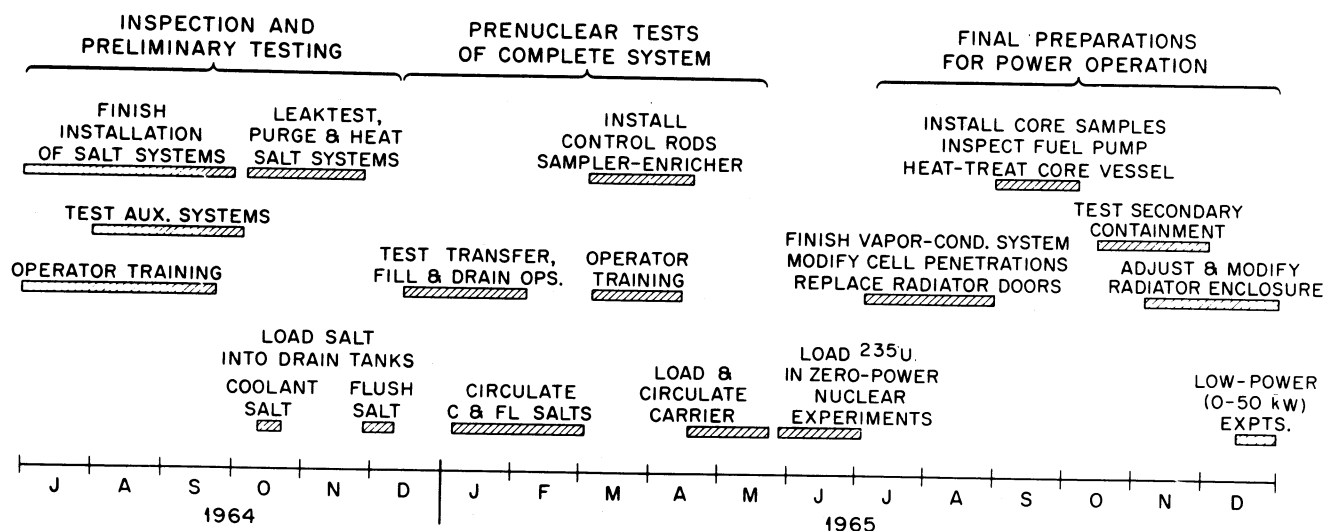 INSPECTION AND
PRELIMINARY TESTING
PRENUCLEAR TESTS
OF COMPLETE SYSTEM
FINAL PREPARATIONS
FOR POWER OPERATION
FINISH
INSTALLATION
OF SALT SYSTEMS
LEAKTEST,
PURGE & HEAT
SALT SYSTEMS
INSTALL
CONTROL RODS
SAMPLER-ENRICHER
INSTALL CORE SAMPLES
INSPECT FUEL PUMP
HEAT-TREAT CORE VESSEL
TEST AUX. SYSTEMS
TEST SECONDARY
CONTAINMENT
OPERATOR TRAINING
TEST TRANSFER,
FILL & DRAIN OPS.
OPERATOR
TRAINING
FINISH VAPOR-COND. SYSTEM
MODIFY CELL PENETRATIONS
REPLACE RADIATOR DOORS
ADJUST & MODIFY
RADIATOR ENCLOSURE
LOAD SALT
INTO DRAIN TANKS
COOLANT
SALT
FLUSH
SALT
CIRCULATE
C & FL SALTS
LOAD &
CIRCULATE
CARRIER
LOAD 235U.
IN ZERO-POWER
NUCLEAR
EXPERIMENTS
LOW-POWER
(0-50 kW)
EXPTS.
J A S O N D J F M A M J J A S O N D
1964
1965